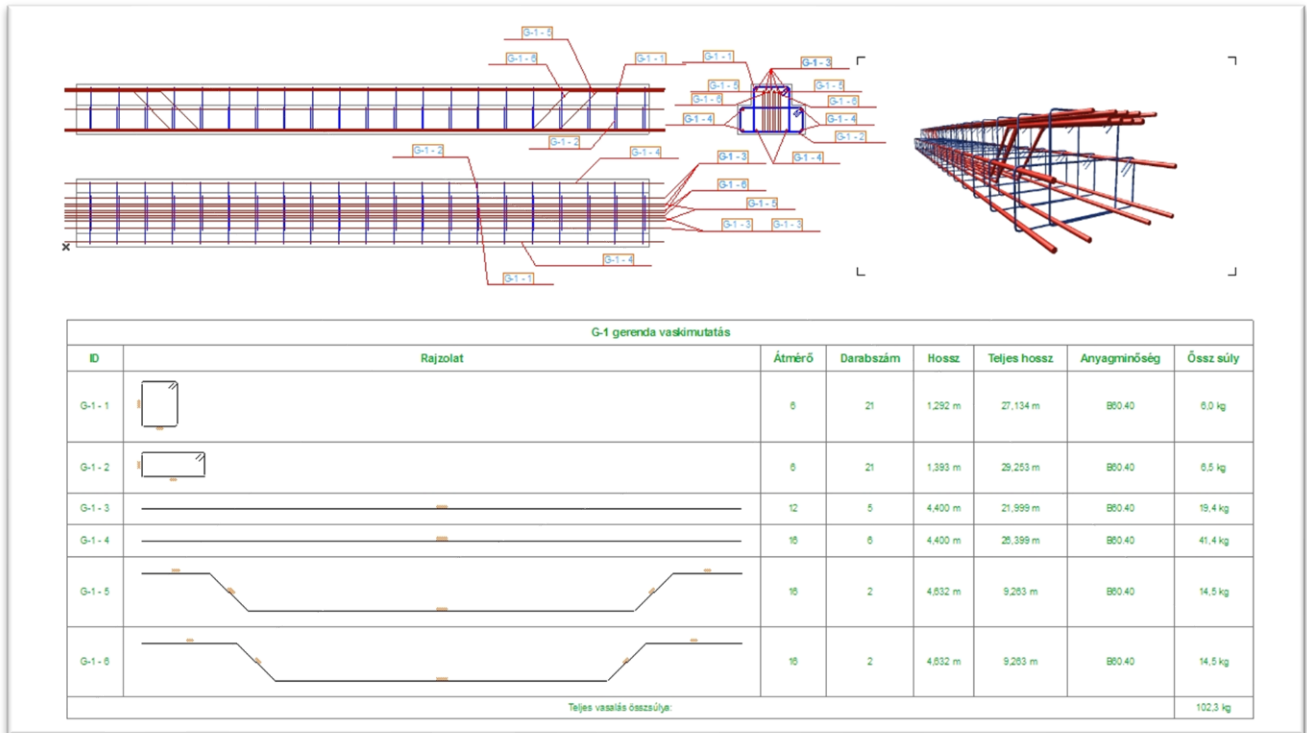 G-1 - 5
G-1 - 6
G-1 - 1
G-1 - 1
G-1 - 3
G-1 - 5
G-1 - 5
G-1 - 6
G-1 - 6
G-1 - 4
G-1 - 4
G-1 - 2
G-1 - 2
G-1 - 2
G-1 - 4
G-1 - 3
G-1 - 4
G-1 - 6
G-1 - 5
G-1 - 3
G-1 - 3
G-1 - 4
G-1 - 1
G-1 gerenda vaskimutatás
ID Rajzolat Átmérő Darabszám Hossz Teljes hossz Anyagminőség Össz súly
G-1 - 1 6 21 1,292 m 27,134 m B60.40 6,0 kg
G-1 - 2 6 21 1,393 m 29,253 m B60.40 6,5 kg
G-1 - 3 12 5 4,400 m 21,999 m B60.40 19,4 kg
G-1 - 4 16 6 4,400 m 26,399 m B60.40 41,4 kg
G-1 - 5 16 2 4,632 m 9,263 m B60.40 14,5 kg
G-1 - 6 16 2 4,632 m 9,263 m B60.40 14,5 kg
Teljes vasalás összsúlya: 102,3 kg